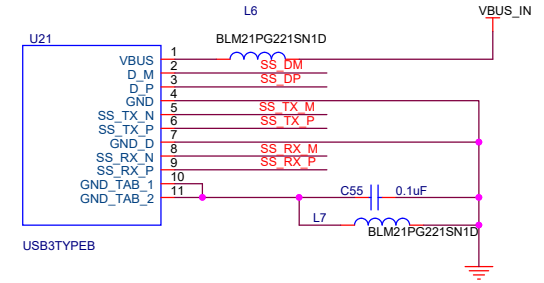 L6
VBUS_IN
U21
BLM21PG221SN1D
VBUS 1
D_M 2 SS_DM
D_P 3 SS_DP
GND 4
SS_TX_N 5 SS_TX_M
SS_TX_P 6 SS_TX_P
GND_D 7
SS_RX_N 8 SS_RX_M
SS_RX_P 9 SS_RX_P
GND_TAB_1 10
GND_TAB_2 11
C55 0.1uF
L7
BLM21PG221SN1D
USB3TYPEB